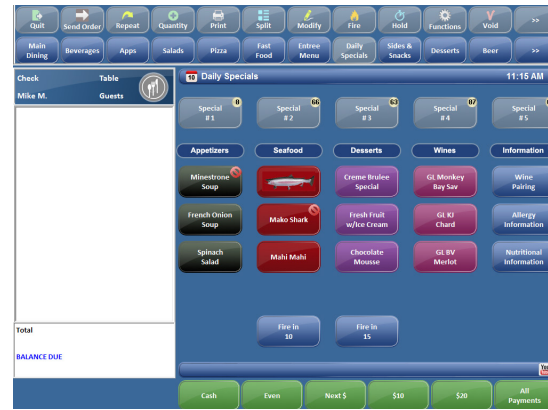 Quit Send Order Repeat Quantity Print Split Modify Fire Hold Functions Void >>
Main Dining Beverages Apps Salads Pizza Fast Food Entree Menu Daily Specials Sides & Snacks Desserts Beer >>
Check Table
Mike M. Guests
10 Daily Specials 11:15 AM
Special #1 8 Special #2 66 Special #3 63 Special #4 87 Special #5
Appetizers Seafood Desserts Wines Information
Minestrone Soup Creme Brulee Special GL Monkey Bay Sav Wine Pairing
French Onion Soup Mako Shark Fresh Fruit w/Ice Cream GL KJ Chard Allergy Information
Spinach Salad Mahi Mahi Chocolate Mousse GL BV Merlot Nutritional Information
Fire in 10 Fire in 15
Total
BALANCE DUE
Cash Even Next $ $10 $20 All Payments